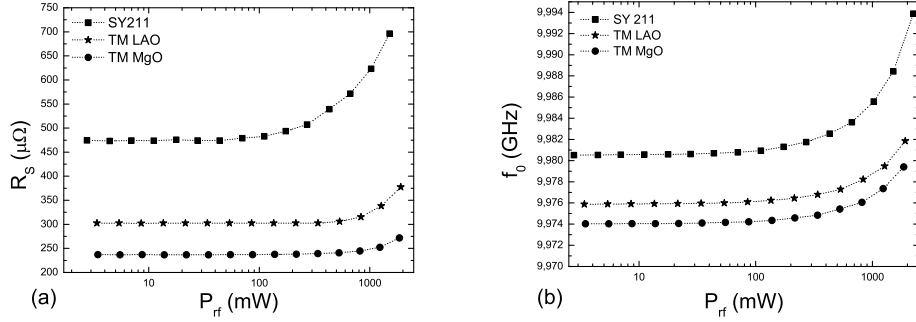 750
700
650
600
550
500
450
400
350
300
250
200
R_S (μΩ)
SY211
TM LAO
TM MgO
10
100
1000
P_rf (mW)
(a)
9,994
9,992
9,990
9,988
9,986
9,984
9,982
9,980
9,978
9,976
9,974
9,972
9,970
f_0 (GHz)
SY 211
TM LAO
TM MgO
10
100
1000
P_rf (mW)
(b)